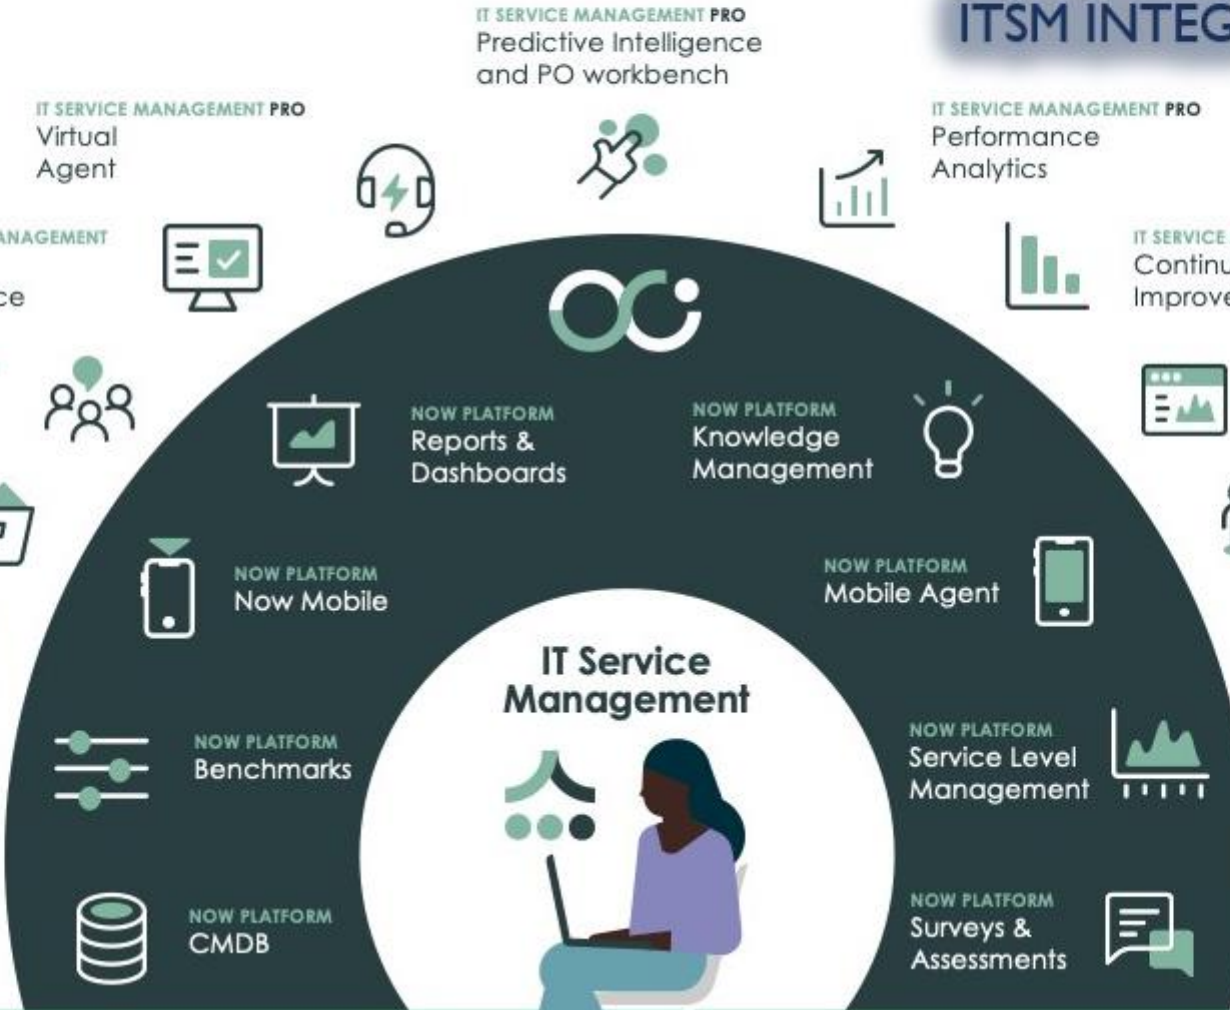 IT SERVICE MANAGEMENT PRO
Predictive Intelligence
and PO workbench
ITSM INTEG
IT SERVICE MANAGEMENT PRO
Virtual
Agent
IT SERVICE MANAGEMENT PRO
Performance
Analytics
ANAGEMENT
ce
IT SERVICE
Continu
Improve
NOW PLATFORM
Reports &
Dashboards
NOW PLATFORM
Knowledge
Management
NOW PLATFORM
Now Mobile
NOW PLATFORM
Mobile Agent
IT Service
Management
NOW PLATFORM
Benchmarks
NOW PLATFORM
Service Level
Management
NOW PLATFORM
CMDB
NOW PLATFORM
Surveys &
Assessments